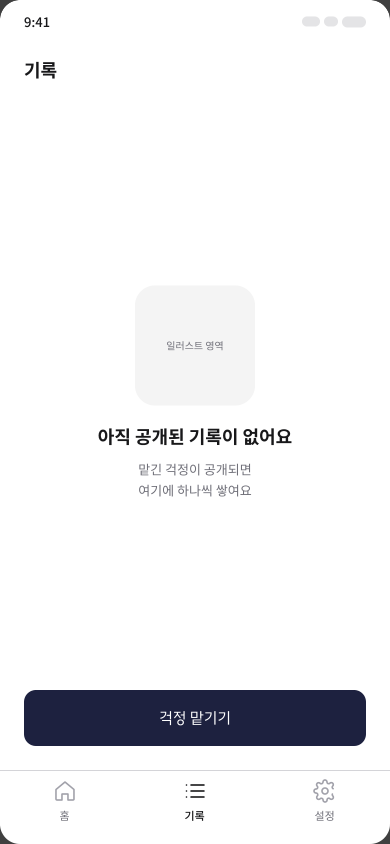 9:41
기록
일러스트 영역
아직 공개된 기록이 없어요
맡긴 걱정이 공개되면
여기에 하나씩 쌓여요
걱정 맡기기
홈
기록
설정